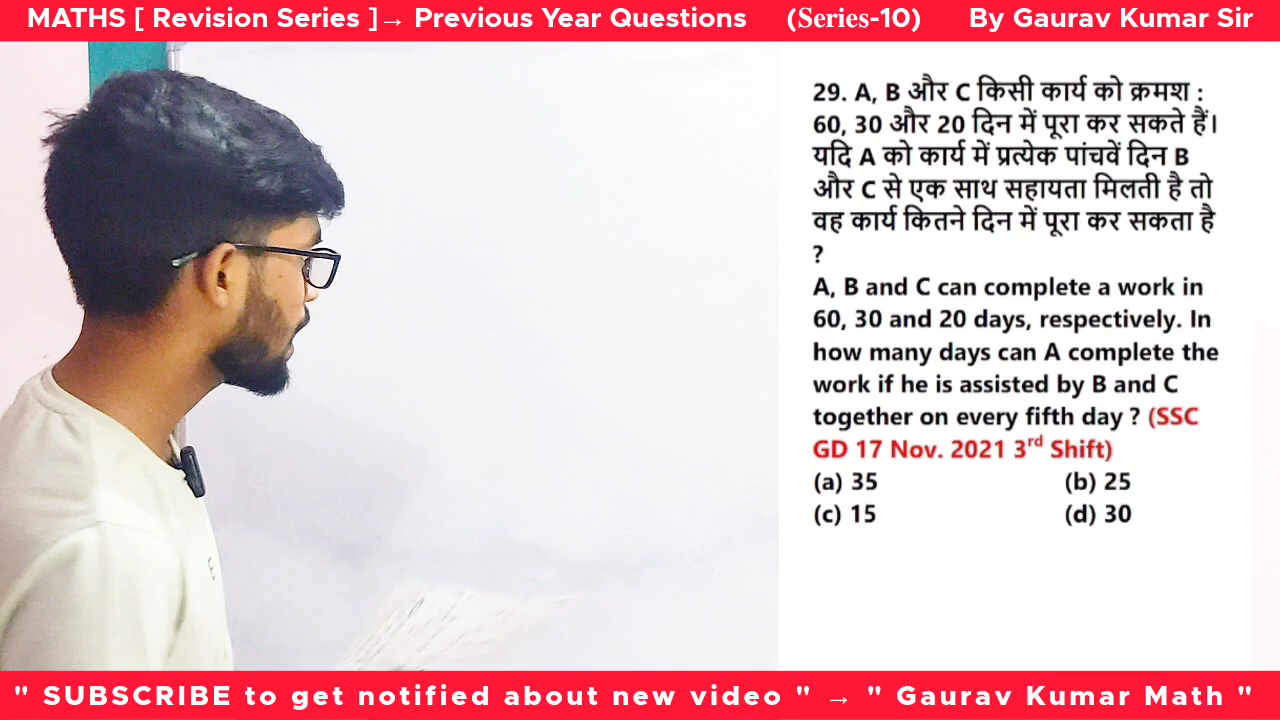 MATHS [ Revision Series ]→ Previous Year Questions (Series-10) By Gaurav Kumar Sir
29. A, B और C किसी कार्य को क्रमश :
60, 30 और 20 दिन में पूरा कर सकते हैं।
यदि A को कार्य में प्रत्येक पांचवें दिन B
और C से एक साथ सहायता मिलती है तो
वह कार्य कितने दिन में पूरा कर सकता है
?
A, B and C can complete a work in
60, 30 and 20 days, respectively. In
how many days can A complete the
work if he is assisted by B and C
together on every fifth day ? (SSC
GD 17 Nov. 2021 3rd Shift)
(a) 35 (b) 25
(c) 15 (d) 30
" SUBSCRIBE to get notified about new video " → " Gaurav Kumar Math "